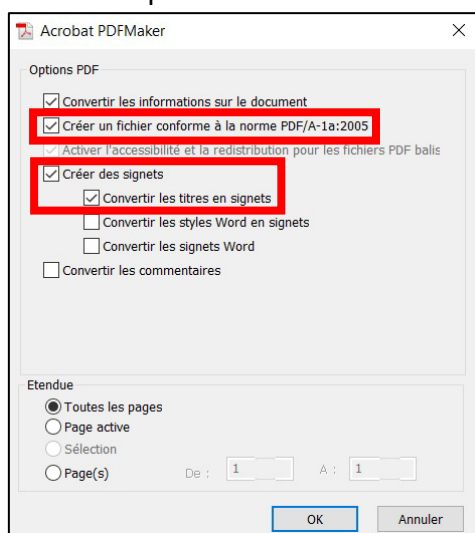 Acrobat PDFMaker
Options PDF
Convertir les informations sur le document
Créer un fichier conforme à la norme PDF/A-1a:2005
Activer l'accessibilité et la redistribution pour les fichiers PDF balis
Créer des signets
Convertir les titres en signets
Convertir les styles Word en signets
Convertir les signets Word
Convertir les commentaires
Etendue
Toutes les pages
Page active
Sélection
Page(s) De : 1 A : 1
OK Annuler